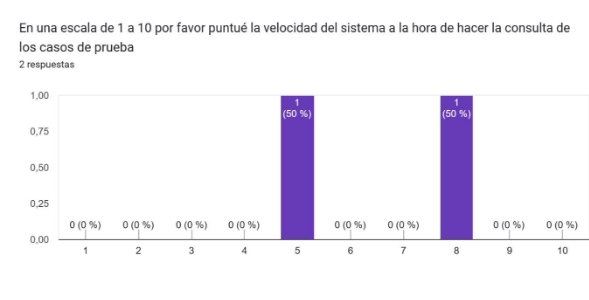 En una escala de 1 a 10 por favor puntué la velocidad del sistema a la hora de hacer la consulta de
los casos de prueba
2 respuestas
1,00
0,75
0,50
0,25
0,00
0 (0 %) 0 (0 %) 0 (0 %) 0 (0 %) 1 (50 %) 0 (0 %) 0 (0 %) 1 (50 %) 0 (0 %) 0 (0 %)
1 2 3 4 5 6 7 8 9 10